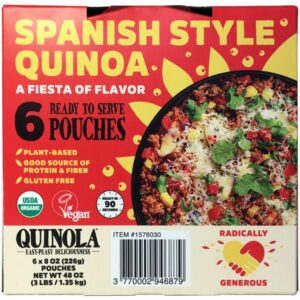 SPANISH STYLE
QUINOA
A FIESTA OF FLAVOR
6 READY TO SERVE
POUCHES
• PLANT-BASED
• GOOD SOURCE OF
PROTEIN & FIBER
• GLUTEN FREE
USDA
ORGANIC
Vegan
READY IN
90
SECONDS
QUINOLA
EASY-PEASY DELICIOUSNESS
6 x 8 OZ (226g)
POUCHES
NET WT 48 OZ
(3 LBS / 1.35 KG)
ITEM #1576030
3 770002 946879
RADICALLY
GENEROUS